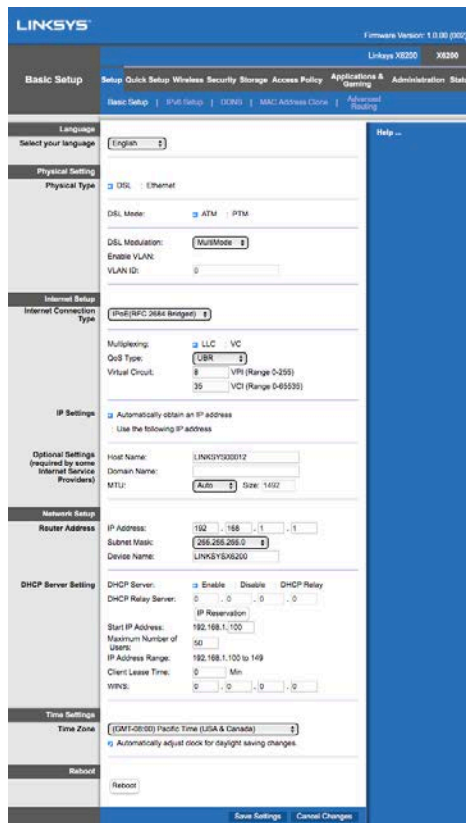 LINKSYS
Firmware Version: 1.0.00 (002)
Linksys X6200 X6200
Basic Setup
Setup Quick Setup Wireless Security Storage Access Policy Applications & Gaming Administration Stat
Basic Setup | IPv6 Setup | DDNS | MAC Address Clone | Advanced Routing
Language
Help ...
Select your language English
Physical Setting
Physical Type DSL Ethernet
DSL Mode: ATM PTM
DSL Modulation: MultiMode
Enable VLAN:
VLAN ID: 0
Internet Setup
Internet Connection Type IPoE(RFC 2684 Bridged)
Multiplexing: LLC VC
QoS Type: UBR
Virtual Circuit: 8 VPI (Range 0-255)
35 VCI (Range 0-65535)
IP Settings Automatically obtain an IP address
Use the following IP address
Optional Settings (required by some Internet Service Providers)
Host Name: LINKSYS00012
Domain Name:
MTU: Auto Size: 1492
Network Setup
Router Address IP Address: 192 . 168 . 1 . 1
Subnet Mask: 255.255.255.0
Device Name: LINKSYSX6200
DHCP Server Setting DHCP Server: Enable Disable DHCP Relay
DHCP Relay Server: 0 . 0 . 0 . 0
IP Reservation
Start IP Address: 192.168.1. 100
Maximum Number of Users: 50
IP Address Range: 192.168.1.100 to 149
Client Lease Time: 0 Min
WINS: 0 . 0 . 0 . 0
Time Settings
Time Zone (GMT-08:00) Pacific Time (USA & Canada)
Automatically adjust clock for daylight saving changes.
Reboot
Reboot
Save Settings Cancel Changes